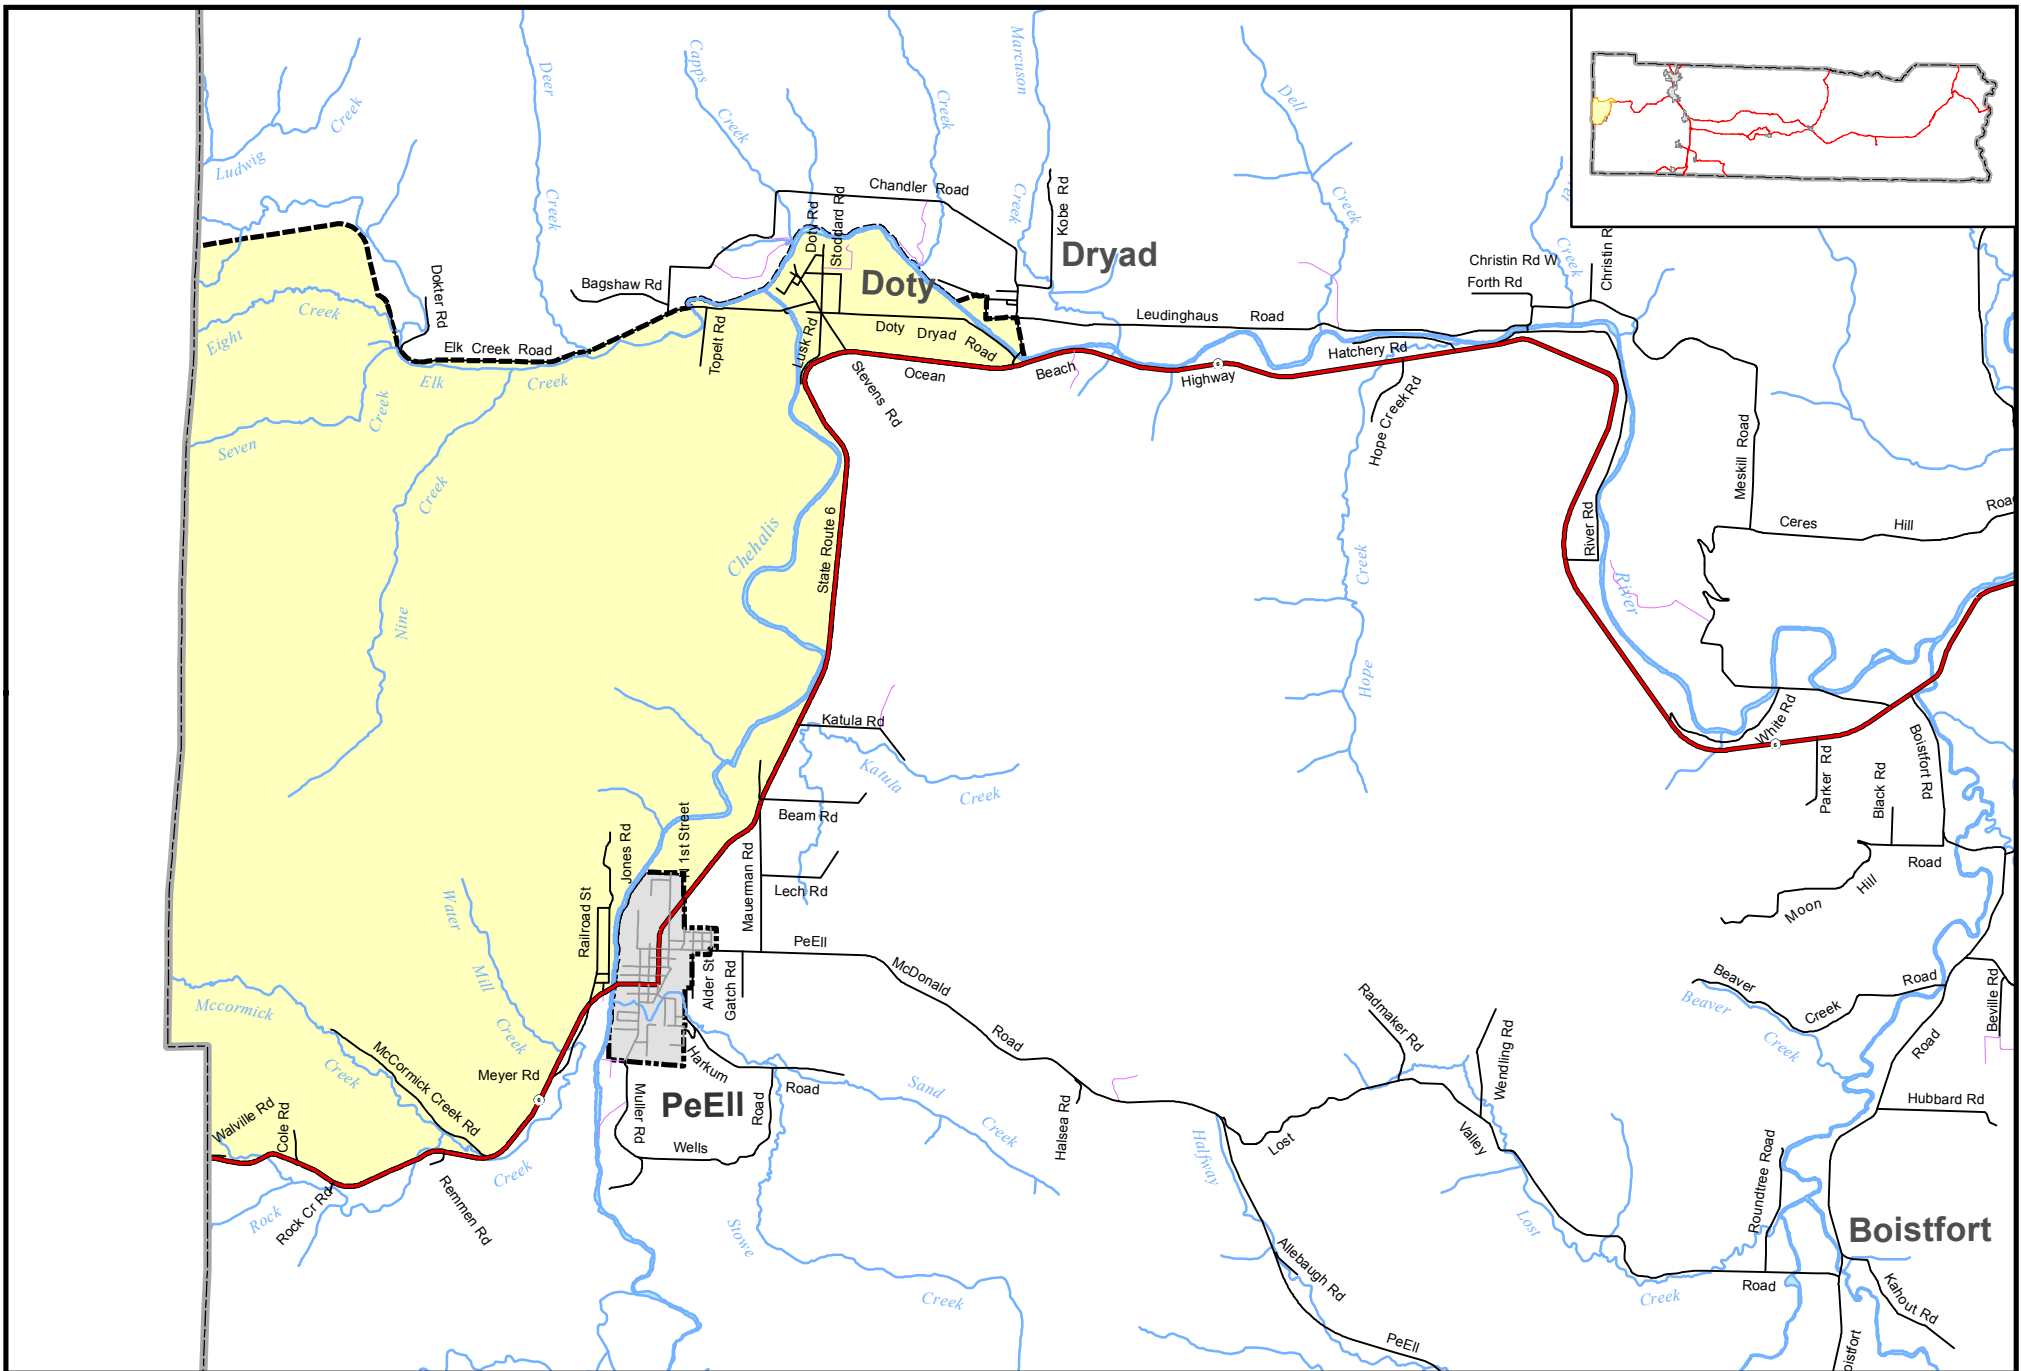 Ludwig
Creek
Deer
Creek
Capps
Creek
Creek
Marcuson
Creek
Dell
Creek
Creek
Chandler Road
Kobe Rd
Dryad
Doty Rd
Stoddard Rd
Doty
Bagshaw Rd
Dokter Rd
Elk Creek Road
Topelt Rd
Lusk Rd
Doty Dryad Road
Stevens Rd
Ocean Beach Highway
6
Leudinghaus Road
Hatchery Rd
Hope Creek Rd
Christin Rd W
Forth Rd
Christin R
Meskill Road
Ceres Hill Road
River Rd
River
Eight Creek
Seven Creek
Elk Creek
Nine Creek
Chehalis
State Route 6
Hope Creek
Katula Rd
Katula Creek
Beam Rd
Lech Rd
Mauerman Rd
N 1st Street
Jones Rd
Railroad St
Water Mill Creek
Mccormick Creek
McCormick Creek Rd
Meyer Rd
6
Walville Rd
Cole Rd
Rock Cr Rd
Rock Creek
Remmen Rd
Alder St
Gatch Rd
PeEll McDonald Road
Harkum Road
PeEll
Muller Rd
Wells Road
Sand Creek
Stowe Creek
Halsea Rd
Halfway
Allebaugh Rd
PeEll
Lost Valley Road
Radmaker Rd
Wendling Rd
Lost Creek
Roundtree Road
Boistfort
Kahout Rd
oistfort
Hubbard Rd
Road
Beville Rd
Beaver Creek Road
Beaver Creek
Moon Hill Road
Black Rd
Parker Rd
Boistfort Rd
White Rd
6